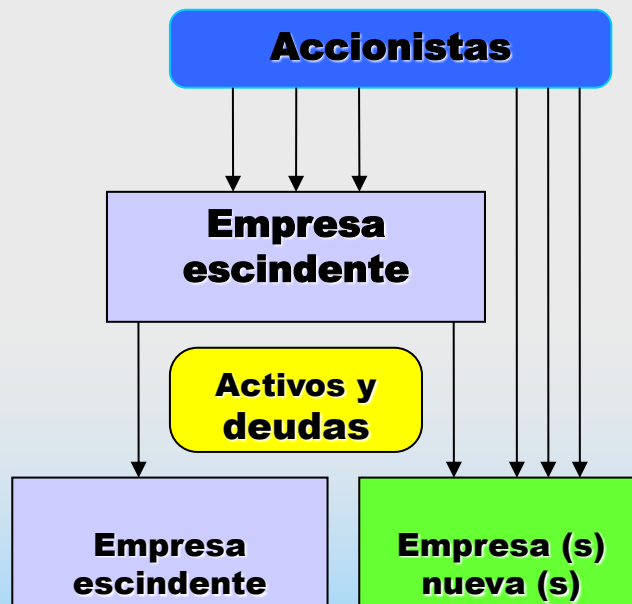 Accionistas
Empresa
escindente
Activos y
deudas
Empresa
escindente
Empresa (s)
nueva (s)